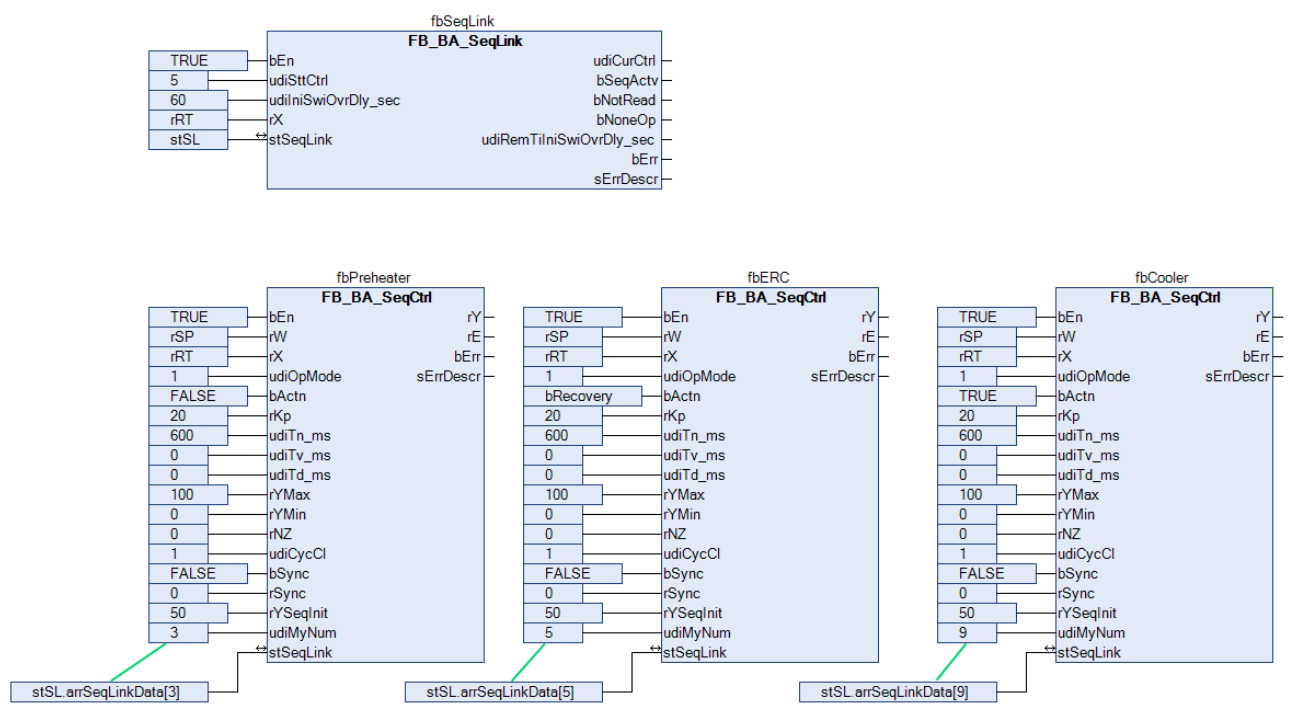 fbSeqLink
FB_BA_SeqLink
TRUE bEn udiCurCtrl
5 udiSttCtrl bSeqActv
60 udiIniSwiOvrDly_sec bNotRead
rRT rX bNoneOp
stSL stSeqLink udiRemTiIniSwiOvrDly_sec
bErr
sErrDescr
fbPreheater
FB_BA_SeqCtrl
TRUE bEn rY
rSP rW rE
rRT rX bErr
1 udiOpMode sErrDescr
FALSE bActn
20 rKp
600 udiTn_ms
0 udiTv_ms
0 udiTd_ms
100 rYMax
0 rYMin
0 rNZ
1 udiCycCl
FALSE bSync
0 rSync
50 rYSeqInit
3 udiMyNum
stSeqLink
stSL.arrSeqLinkData[3]
fbERC
FB_BA_SeqCtrl
TRUE bEn rY
rSP rW rE
rRT rX bErr
1 udiOpMode sErrDescr
bRecovery bActn
20 rKp
600 udiTn_ms
0 udiTv_ms
0 udiTd_ms
100 rYMax
0 rYMin
0 rNZ
1 udiCycCl
FALSE bSync
0 rSync
50 rYSeqInit
5 udiMyNum
stSeqLink
stSL.arrSeqLinkData[5]
fbCooler
FB_BA_SeqCtrl
TRUE bEn rY
rSP rW rE
rRT rX bErr
1 udiOpMode sErrDescr
TRUE bActn
20 rKp
600 udiTn_ms
0 udiTv_ms
0 udiTd_ms
100 rYMax
0 rYMin
0 rNZ
1 udiCycCl
FALSE bSync
0 rSync
50 rYSeqInit
9 udiMyNum
stSeqLink
stSL.arrSeqLinkData[9]